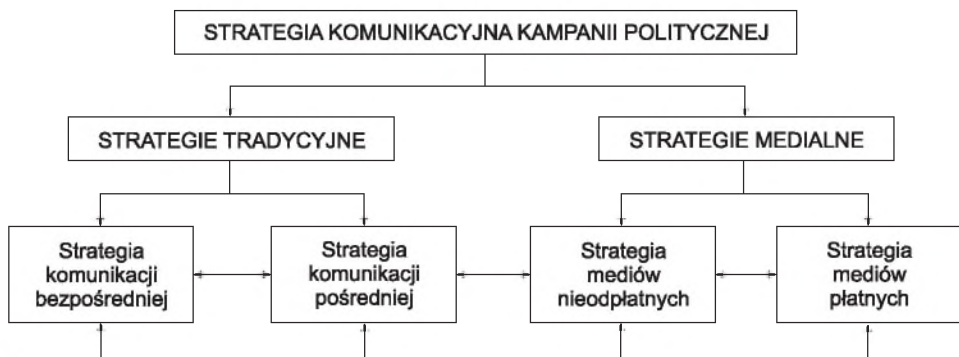 STRATEGIA KOMUNIKACYJNA KAMPANII POLITYCZNEJ
STRATEGIE TRADYCYJNE
STRATEGIE MEDIALNE
Strategia
komunikacji
bezpośredniej
Strategia
komunikacji
pośredniej
Strategia
mediów
nieodpłatnych
Strategia
mediów
płatnych